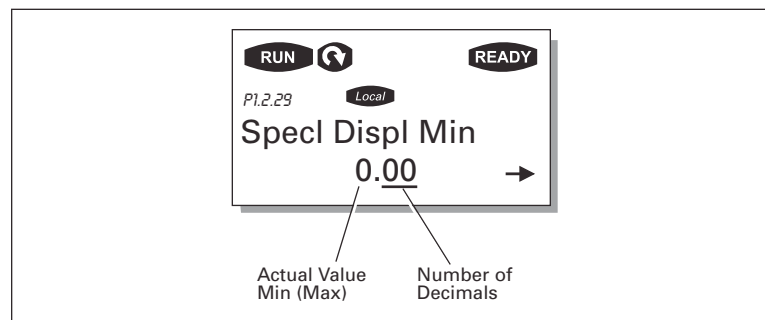 RUN READY
P1.2.29 Local
Specl Displ Min
0.00
Actual Value Number of
Min (Max) Decimals